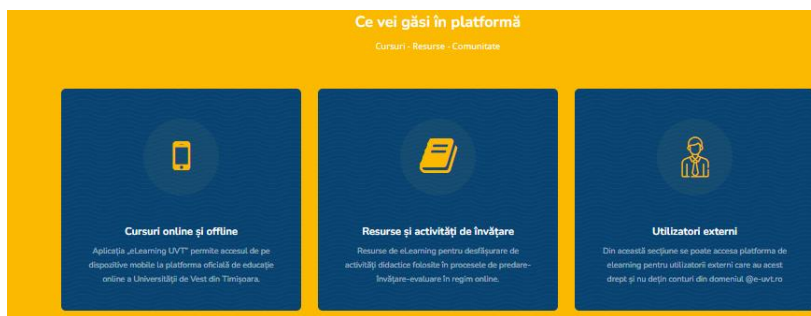 Ce vei găsi în platformă
Cursuri - Resurse - Comunitate
Cursuri online și offline
Aplicația „eLearning UVT” permite accesul de pe
dispozitive mobile la platforma oficială de educație
online a Universității de Vest din Timișoara.
Resurse și activități de învățare
Resurse de eLearning pentru desfășurare de
activități didactice folosite în procesele de predare-
învățare-evaluare în regim online.
Utilizatori externi
Din această secțiune se poate accesa platforma de
elearning pentru utilizatorii externi care au acest
drept și nu dețin conturi din domeniul @e-uvt.ro